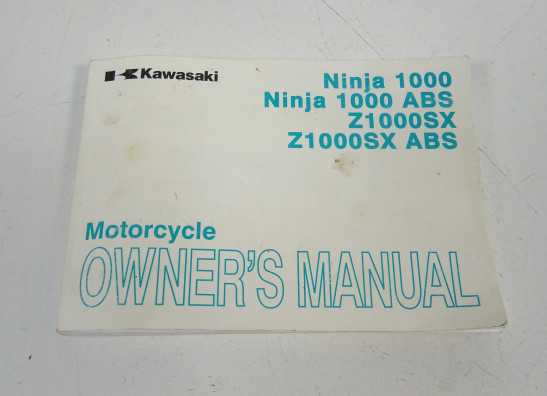 Kawasaki
Ninja 1000
Ninja 1000 ABS
Z1000SX
Z1000SX ABS
Motorcycle
OWNER'S MANUAL